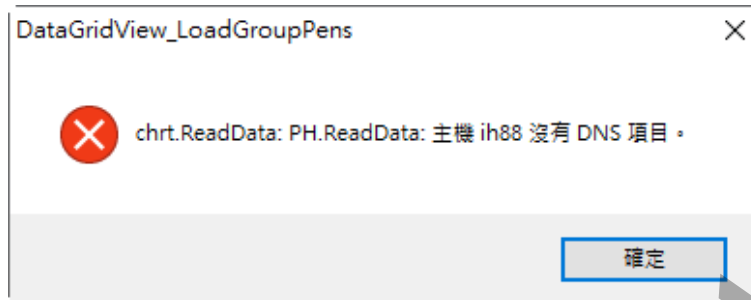 DataGridView_LoadGroupPens
chrt.ReadData: PH.ReadData: 主機 ih88 沒有 DNS 項目。
確定